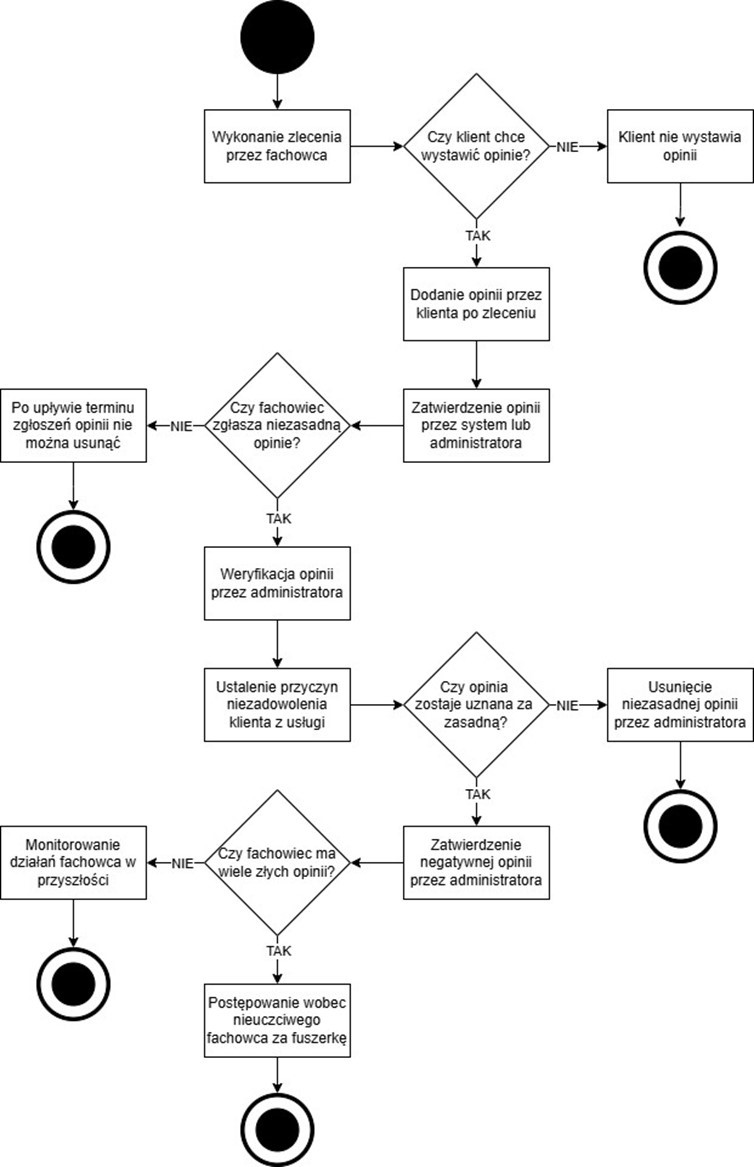 Wykonanie zlecenia
przez fachowca
Czy klient chce
wystawić opinie?
NIE
Klient nie wystawia
opinii
TAK
Dodanie opinii przez
klienta po zleceniu
Zatwierdzenie opinii
przez system lub
administratora
Czy fachowiec
zgłasza niezasadną
opinie?
NIE
Po upływie terminu
zgłoszeń opinii nie
można usunąć
TAK
Weryfikacja opinii
przez administratora
Ustalenie przyczyn
niezadowolenia
klienta z usługi
Czy opinia
zostaje uznana za
zasadną?
NIE
Usunięcie
niezasadnej opinii
przez administratora
TAK
Zatwierdzenie
negatywnej opinii
przez administratora
Czy fachowiec ma
wiele złych opinii?
NIE
Monitorowanie
działań fachowca w
przyszłości
TAK
Postępowanie wobec
nieuczciwego
fachowca za fuszerkę